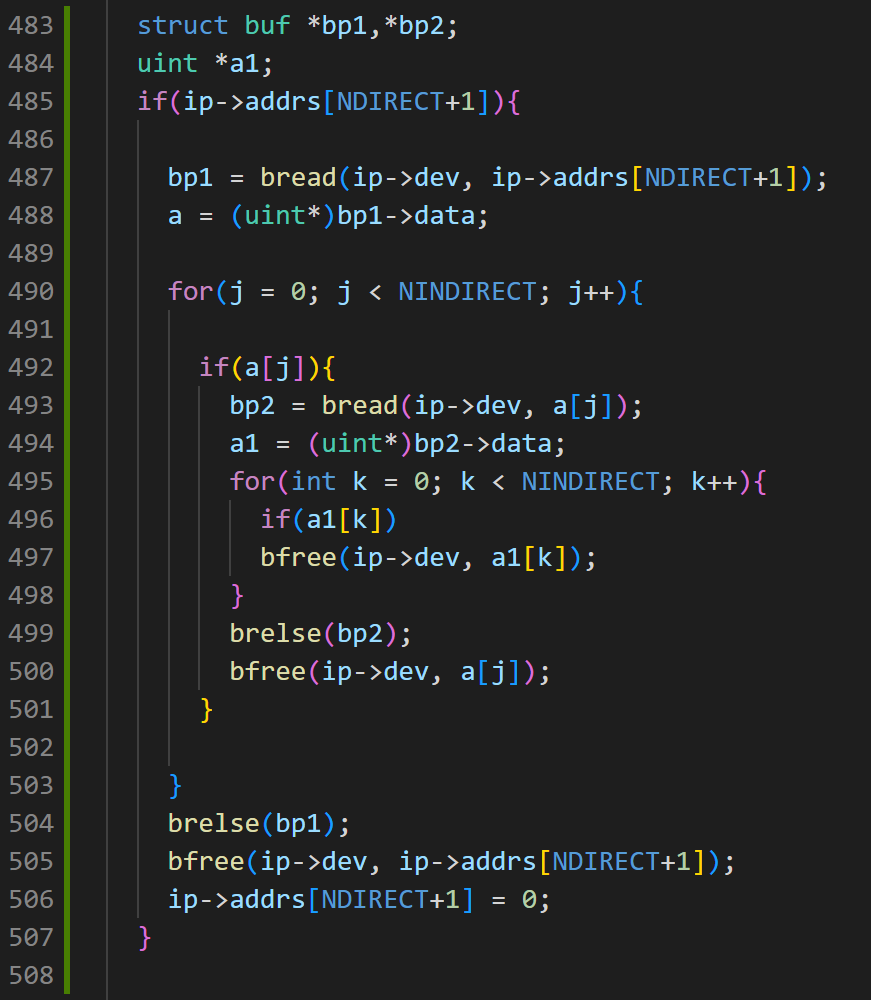 483 struct buf *bp1,*bp2;
484 uint *a1;
485 if(ip->addrs[NDIRECT+1]){
486
487 bp1 = bread(ip->dev, ip->addrs[NDIRECT+1]);
488 a = (uint*)bp1->data;
489
490 for(j = 0; j < NINDIRECT; j++){
491
492 if(a[j]){
493 bp2 = bread(ip->dev, a[j]);
494 a1 = (uint*)bp2->data;
495 for(int k = 0; k < NINDIRECT; k++){
496 if(a1[k])
497 bfree(ip->dev, a1[k]);
498 }
499 brelse(bp2);
500 bfree(ip->dev, a[j]);
501 }
502
503 }
504 brelse(bp1);
505 bfree(ip->dev, ip->addrs[NDIRECT+1]);
506 ip->addrs[NDIRECT+1] = 0;
507 }
508